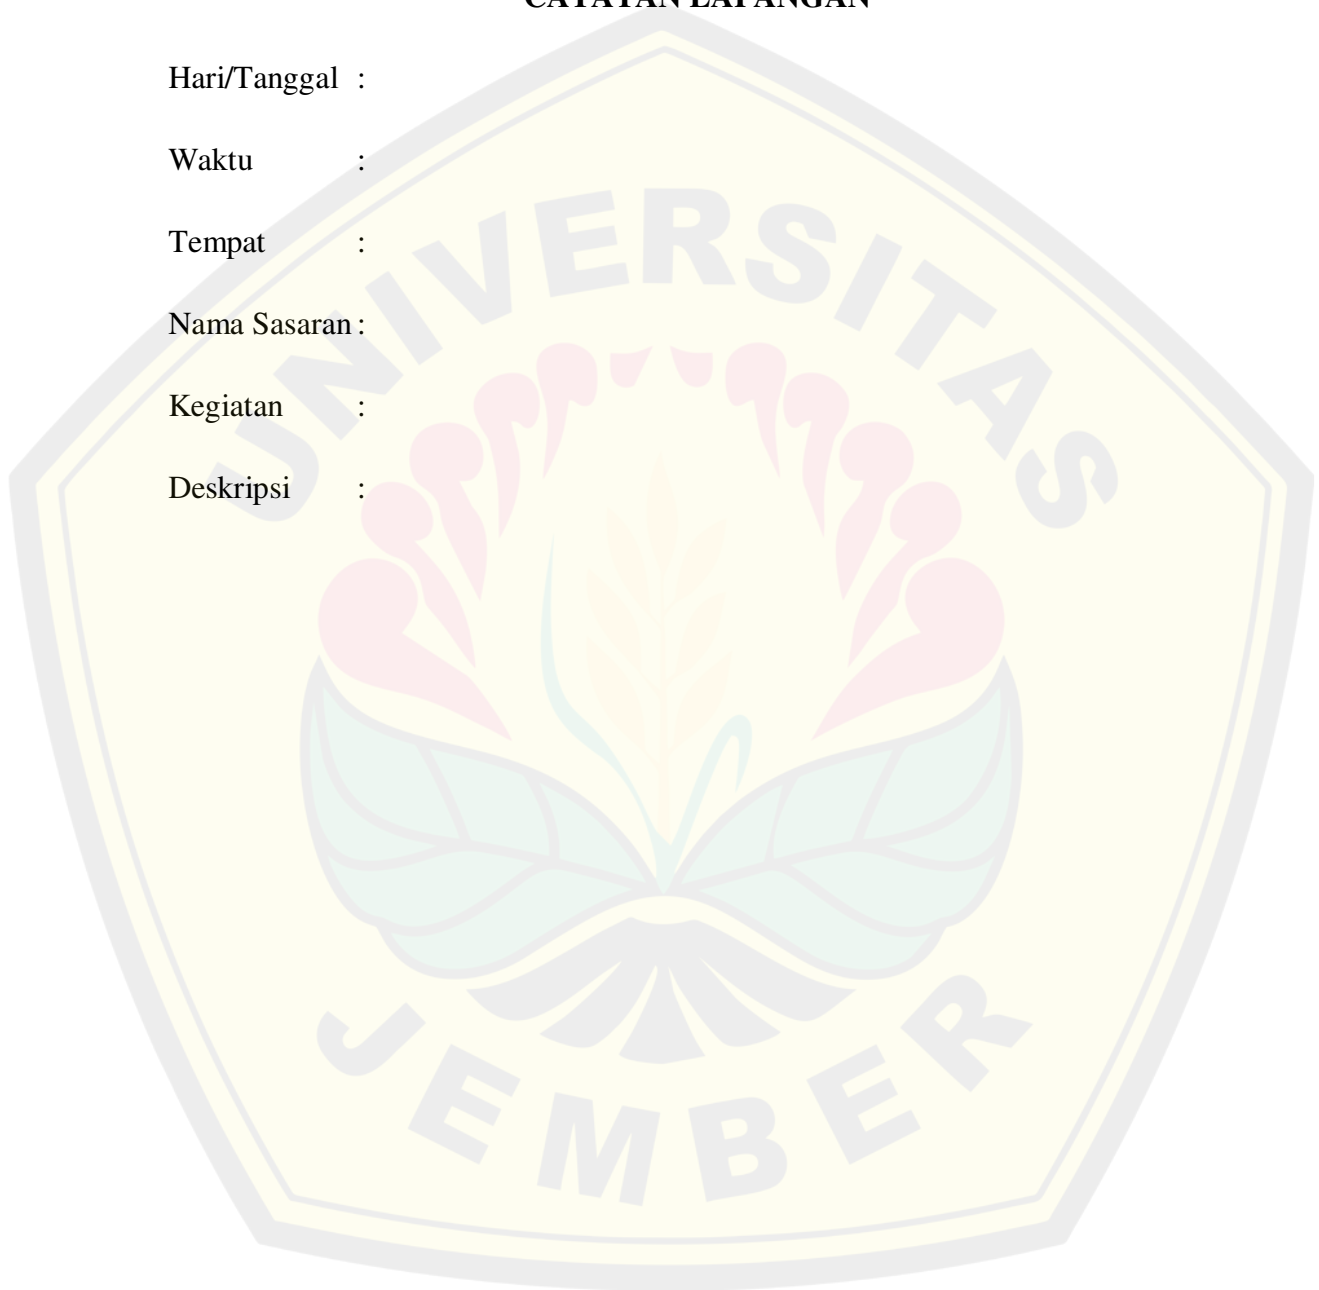 CATATAN LAPANGAN
Hari/Tanggal :
Waktu :
Tempat :
Nama Sasaran :
Kegiatan :
Deskripsi :
UNIVERSITAS
JEMBER